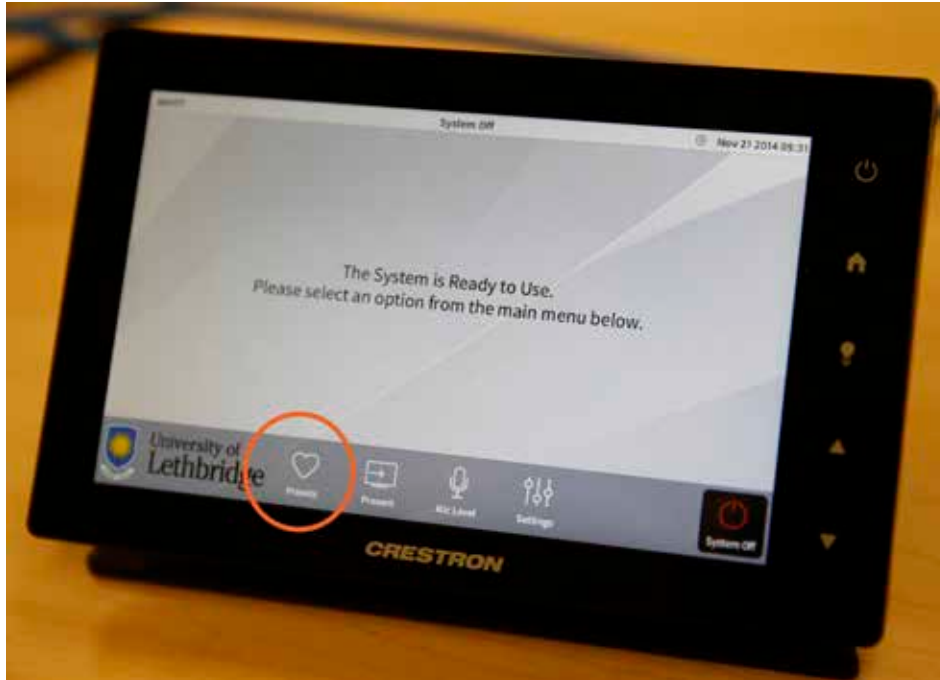 System Off
Nov 21 2014 09:31
The System is Ready to Use.
Please select an option from the main menu below.
University of
Lethbridge
Presets
Present
Mic Level
Settings
System Off
CRESTRON